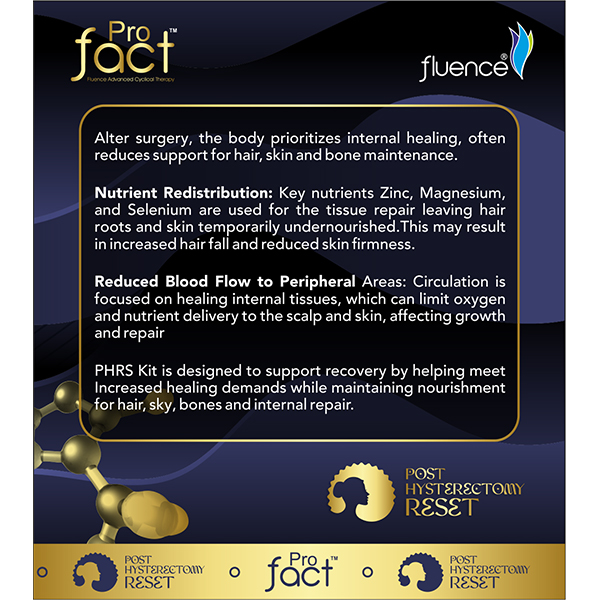 Pro
fact™
Fluence Advanced Cyclical Therapy
fluence®
Alter surgery, the body prioritizes internal healing, often
reduces support for hair, skin and bone maintenance.
Nutrient Redistribution: Key nutrients Zinc, Magnesium,
and Selenium are used for the tissue repair leaving hair
roots and skin temporarily undernourished.This may result
in increased hair fall and reduced skin firmness.
Reduced Blood Flow to Peripheral Areas: Circulation is
focused on healing internal tissues, which can limit oxygen
and nutrient delivery to the scalp and skin, affecting growth
and repair
PHRS Kit is designed to support recovery by helping meet
Increased healing demands while maintaining nourishment
for hair, sky, bones and internal repair.
POST
HYSTERECTOMY
RESET
POST
HYSTERECTOMY
RESET
Pro
fact™
POST
HYSTERECTOMY
RESET